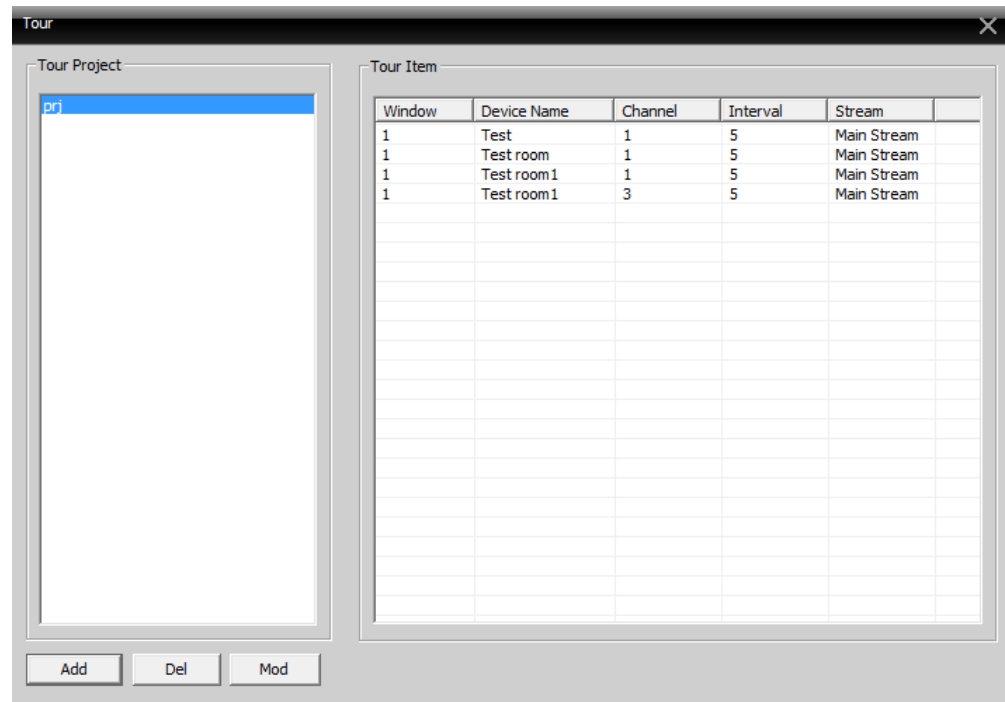 Tour
Tour Project
prj
Tour Item
Window Device Name Channel Interval Stream
1 Test 1 5 Main Stream
1 Test room 1 5 Main Stream
1 Test room1 1 5 Main Stream
1 Test room1 3 5 Main Stream
Add Del Mod